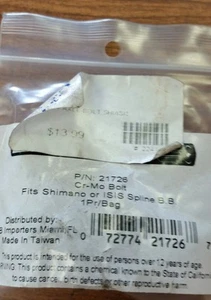 $13.99
P/N: 21726
Cr-Mo Bolt
Fits Shimano or ISIS Spline B.B
1Pr/Bag
Distributed by:
Importers Miami, FL
Made In Taiwan
0 72774 21726
This product is intended for the use of persons over 12 years of age
WARNING: This product contains a chemical known to the State of California
to cause cancer, birth defects or other reproductive harm